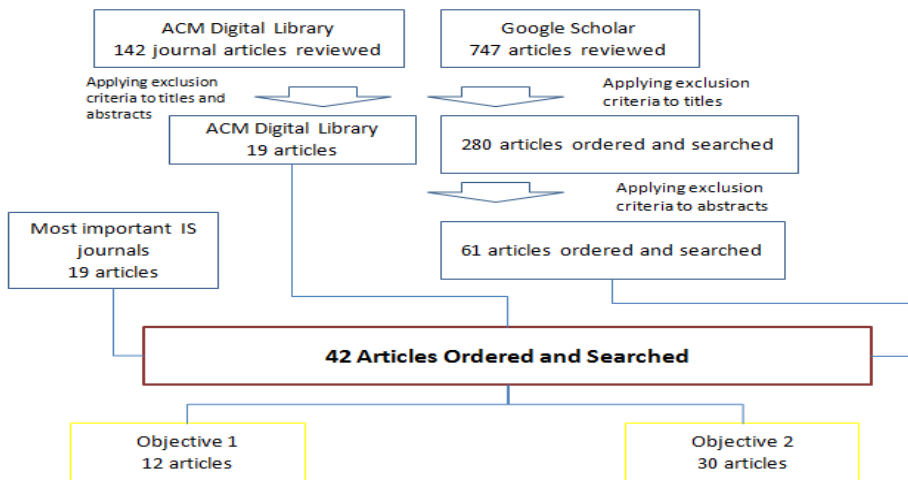 ACM Digital Library
142 journal articles reviewed
Google Scholar
747 articles reviewed
Applying exclusion
criteria to titles and
abstracts
Applying exclusion
criteria to titles
ACM Digital Library
19 articles
280 articles ordered and searched
Applying exclusion
criteria to abstracts
Most important IS
journals
19 articles
61 articles ordered and searched
42 Articles Ordered and Searched
Objective 1
12 articles
Objective 2
30 articles